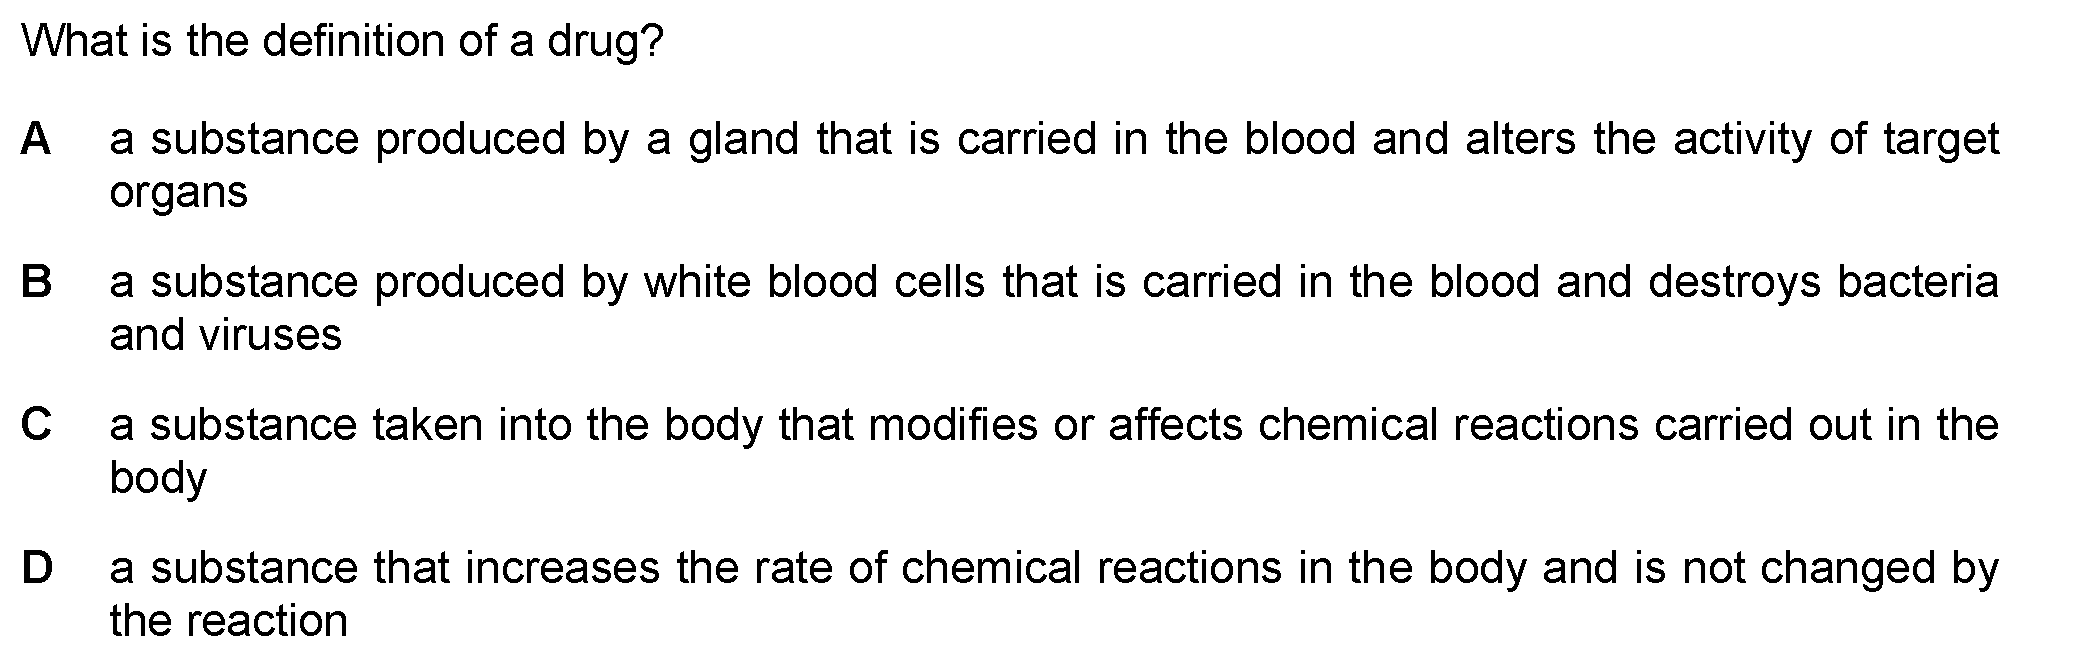 What is the definition of a drug?
A a substance produced by a gland that is carried in the blood and alters the activity of target
organs
B a substance produced by white blood cells that is carried in the blood and destroys bacteria
and viruses
C a substance taken into the body that modifies or affects chemical reactions carried out in the
body
D a substance that increases the rate of chemical reactions in the body and is not changed by
the reaction